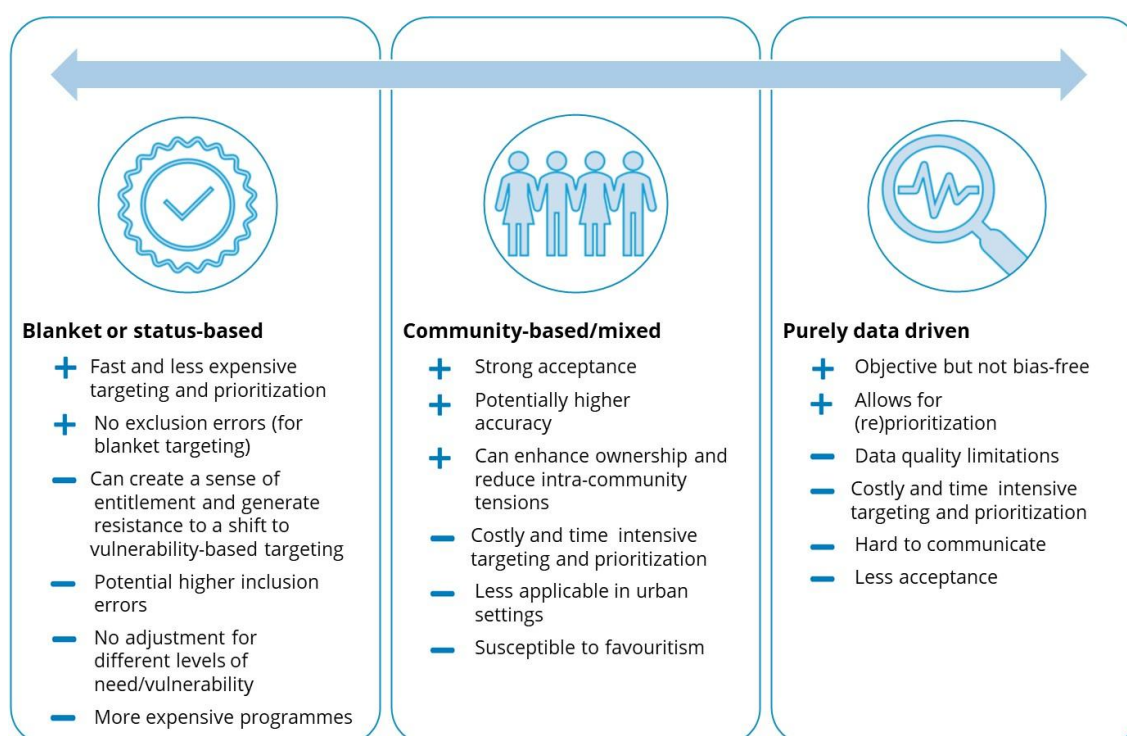 Blanket or status-based
+ Fast and less expensive
targeting and prioritization
+ No exclusion errors (for
blanket targeting)
− Can create a sense of
entitlement and generate
resistance to a shift to
vulnerability-based targeting
− Potential higher inclusion
errors
− No adjustment for
different levels of
need/vulnerability
− More expensive programmes
Community-based/mixed
+ Strong acceptance
+ Potentially higher
accuracy
+ Can enhance ownership and
reduce intra-community
tensions
− Costly and time intensive
targeting and prioritization
− Less applicable in urban
settings
− Susceptible to favouritism
Purely data driven
+ Objective but not bias-free
+ Allows for
(re)prioritization
− Data quality limitations
− Costly and time intensive
targeting and prioritization
− Hard to communicate
− Less acceptance